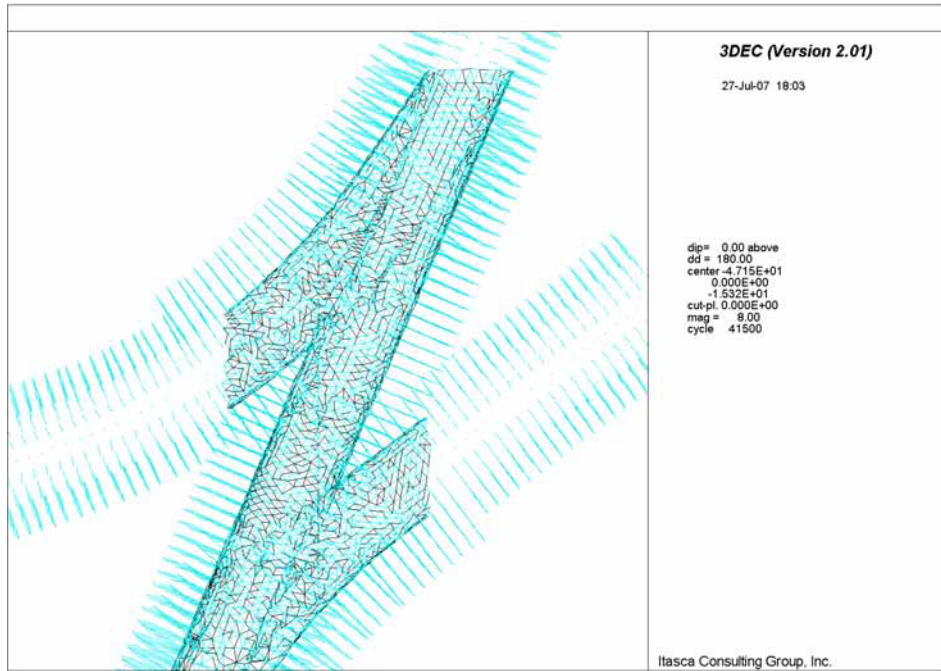 3DEC (Version 2.01)
27-Jul-07 18:03
dip= 0.00 above
dd = 180.00
center -4.715E+01
0.000E+00
-1.532E+01
cut-pl. 0.000E+00
mag = 8.00
cycle 41500
Itasca Consulting Group, Inc.